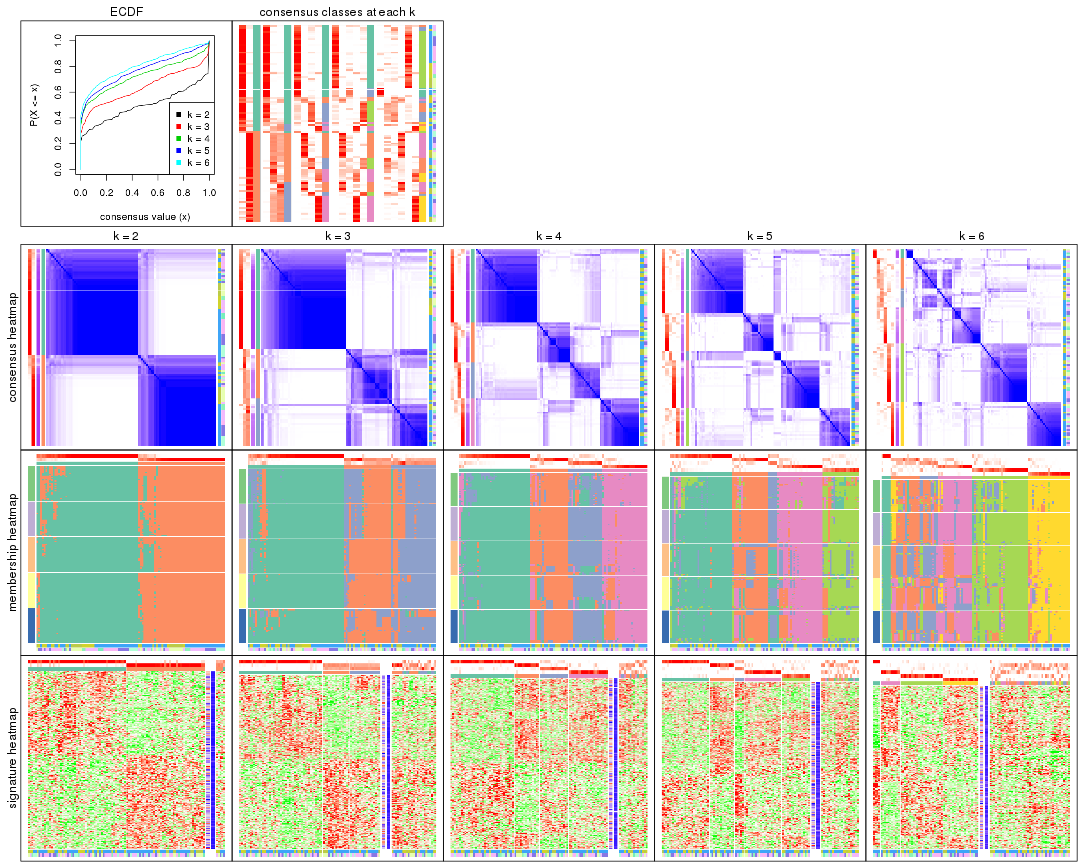 ECDF
consensus classes at each k
P(X <= x)
0.0 0.2 0.4 0.6 0.8 1.0
k = 2
k = 3
k = 4
k = 5
k = 6
0.0 0.2 0.4 0.6 0.8 1.0
consensus value (x)
k = 2
k = 3
k = 4
k = 5
k = 6
consensus heatmap
membership heatmap
signature heatmap